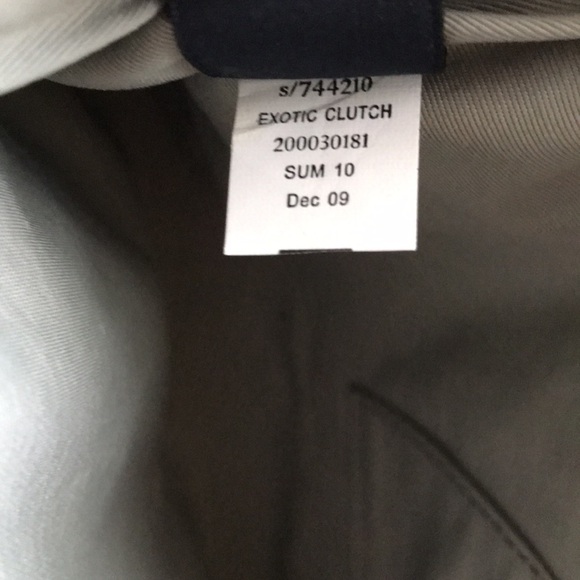 s/744210
EXOTIC CLUTCH
200030181
SUM 10
Dec 09